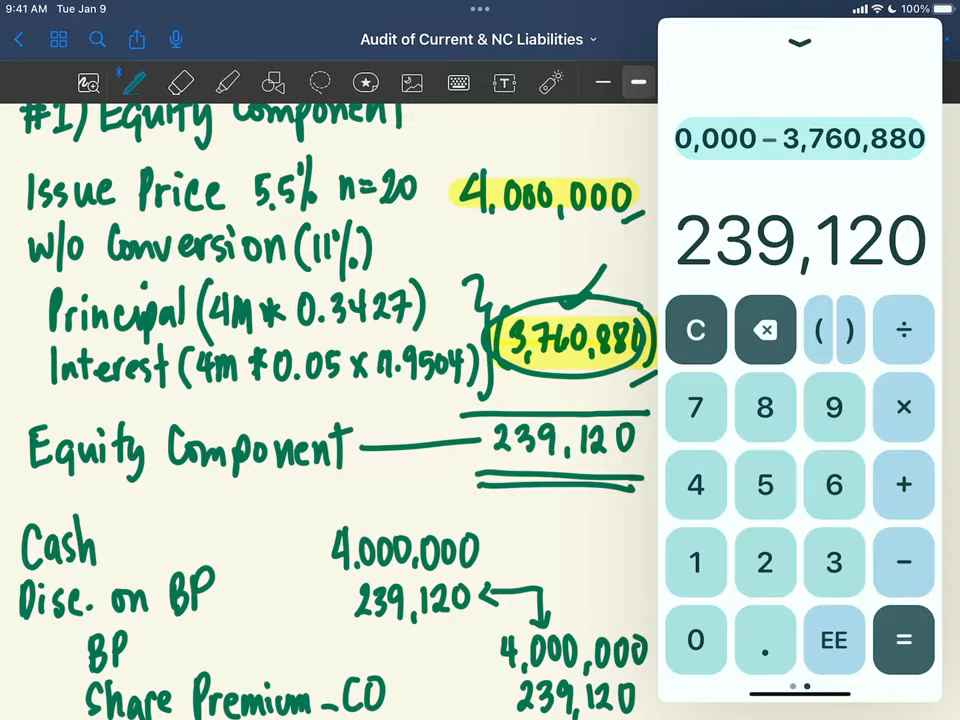 9:41 AM Tue Jan 9
100%
Audit of Current & NC Liabilities
#1) Equity Component
Issue Price 5.5% n=20 4,000,000
w/o Conversion (11%)
Principal (4M * 0.3427)
3,760,880
Interest (4M * 0.05 x 11.9504)
Equity Component 239,120
Cash 4,000,000
Disc. on BP 239,120
BP 4,000,000
Share Premium - CO 239,120
0,000 – 3,760,880
239,120
C ( ) ÷
7 8 9 ×
4 5 6 +
1 2 3 −
0 . EE =